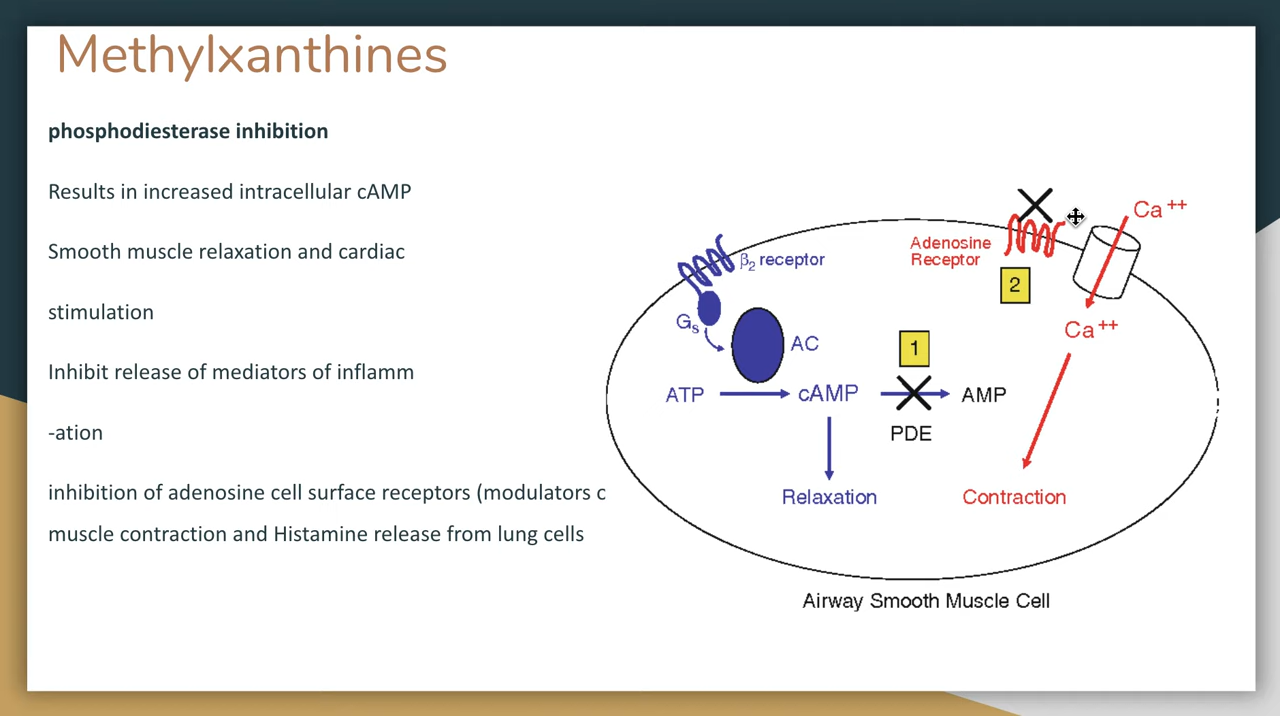 Methylxanthines
phosphodiesterase inhibition
Results in increased intracellular cAMP
Smooth muscle relaxation and cardiac
stimulation
Inhibit release of mediators of inflamm
-ation
inhibition of adenosine cell surface receptors (modulators c
muscle contraction and Histamine release from lung cells
Ca++
Adenosine
Receptor
2
β2 receptor
Gs
AC
1
Ca++
ATP
cAMP
AMP
PDE
Relaxation
Contraction
Airway Smooth Muscle Cell